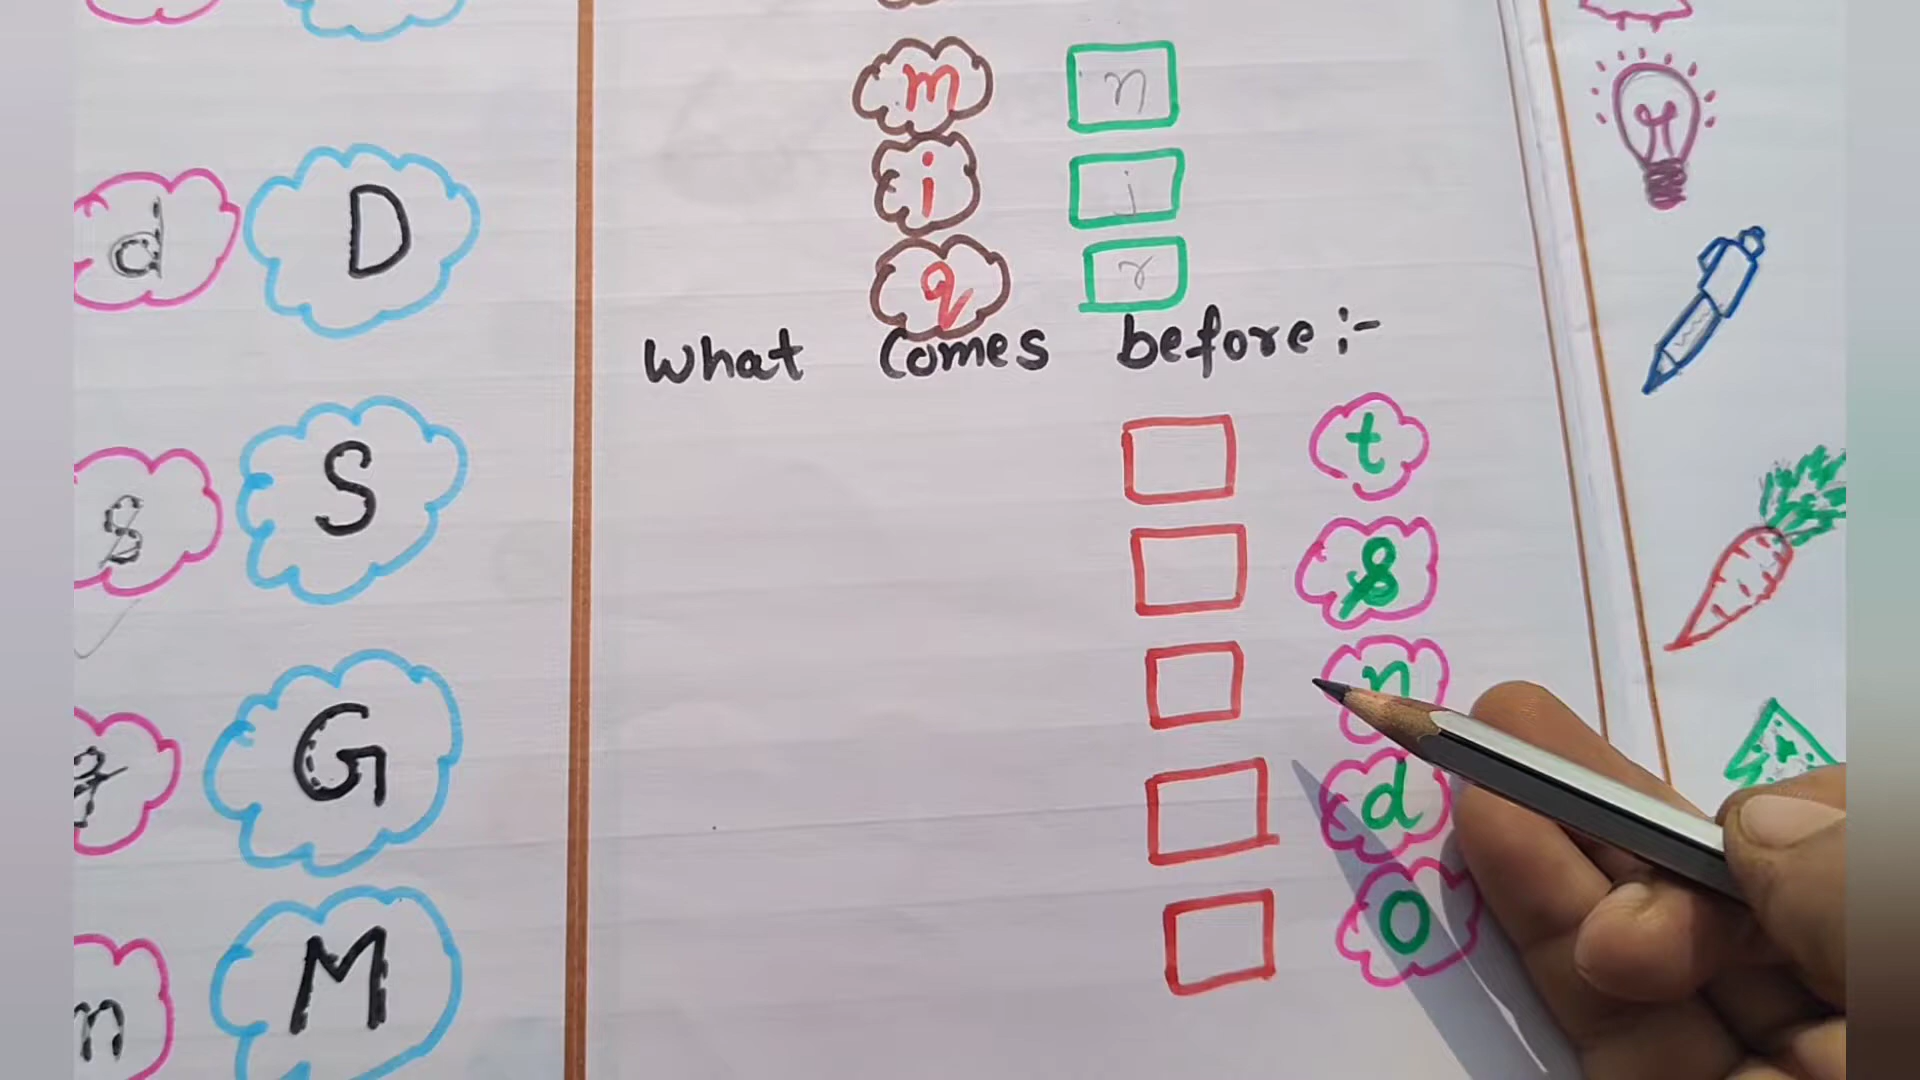 m n
i j
q r
What comes before:-
t
s
n
d
o
d D
s S
g G
m M